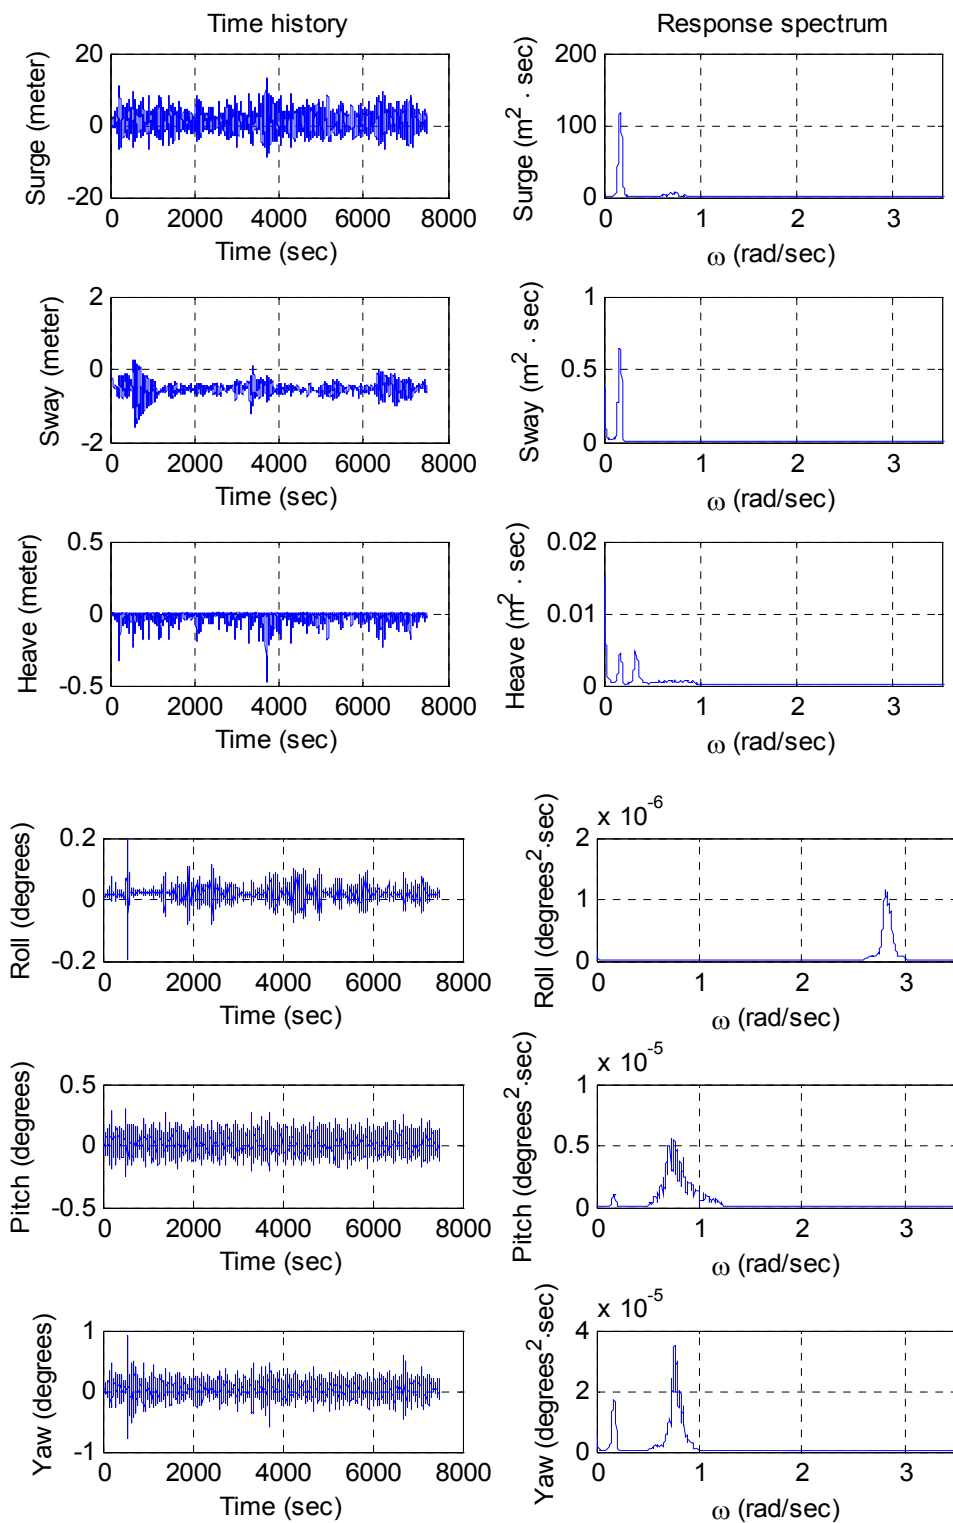 Time history
Response spectrum
Surge (meter)
20
0
-20
0 2000 4000 6000 8000
Time (sec)
Surge (m² . sec)
200
100
0
0 1 2 3
ω (rad/sec)
Sway (meter)
2
0
-2
0 2000 4000 6000 8000
Time (sec)
Sway (m² . sec)
1
0.5
0
0 1 2 3
ω (rad/sec)
Heave (meter)
0.5
0
-0.5
0 2000 4000 6000 8000
Time (sec)
Heave (m² . sec)
0.02
0.01
0
0 1 2 3
ω (rad/sec)
Roll (degrees)
0.2
0
-0.2
0 2000 4000 6000 8000
Time (sec)
x 10⁻⁶
Roll (degrees².sec)
2
1
0
0 1 2 3
ω (rad/sec)
Pitch (degrees)
0.5
0
-0.5
0 2000 4000 6000 8000
Time (sec)
x 10⁻⁵
Pitch (degrees².sec)
1
0.5
0
0 1 2 3
ω (rad/sec)
Yaw (degrees)
1
0
-1
0 2000 4000 6000 8000
Time (sec)
x 10⁻⁵
Yaw (degrees².sec)
4
2
0
0 1 2 3
ω (rad/sec)